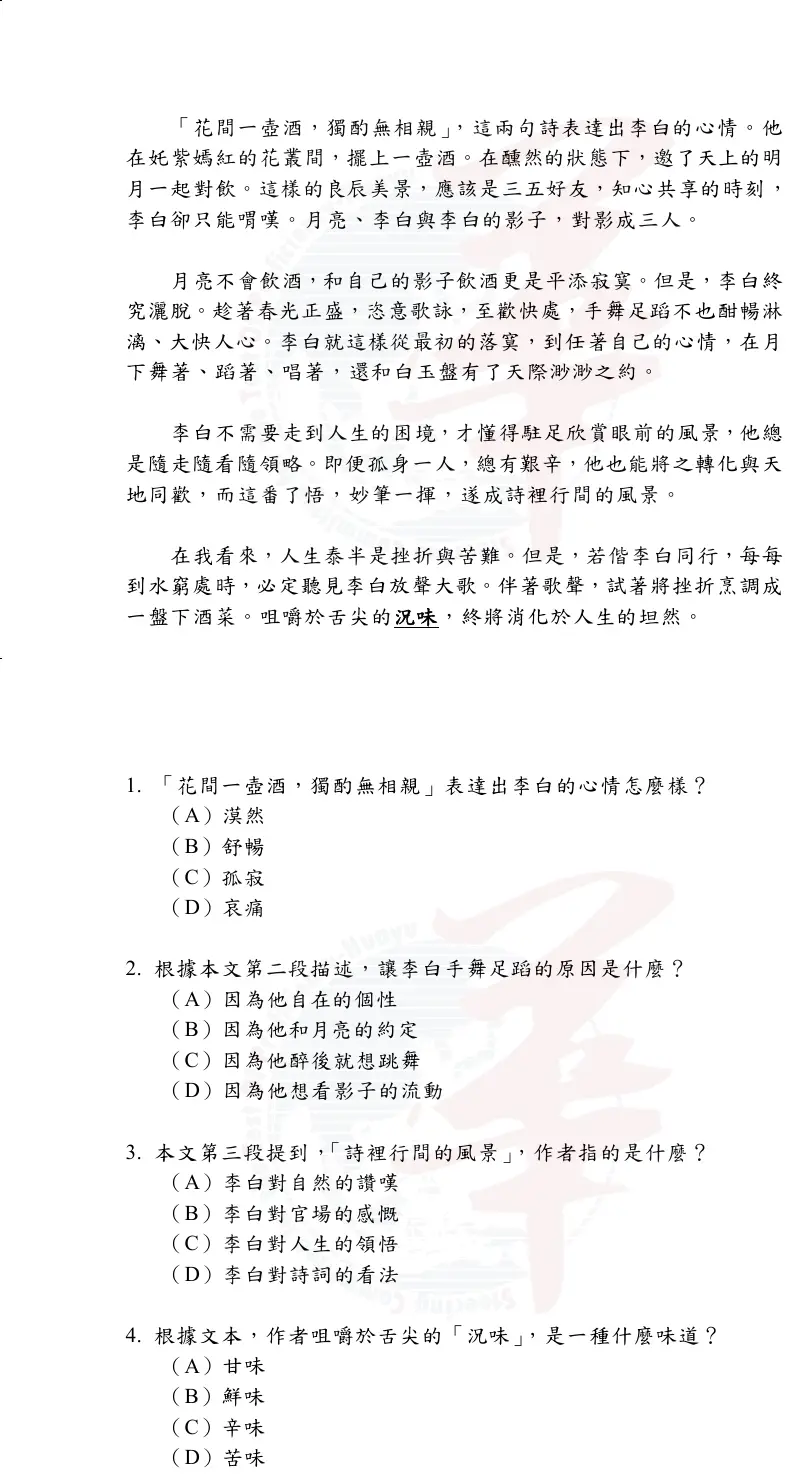 「花間一壺酒，獨酌無相親」，這兩句詩表達出李白的心情。他
在奼紫嫣紅的花叢間，擺上一壺酒。在醺然的狀態下，邀了天上的明
月一起對飲。這樣的良辰美景，應該是三五好友，知心共享的時刻，
李白卻只能喟嘆。月亮、李白與李白的影子，對影成三人。
月亮不會飲酒，和自己的影子飲酒更是平添寂寞。但是，李白終
究灑脫。趁著春光正盛，恣意歌詠，至歡快處，手舞足蹈不也酣暢淋
漓、大快人心。李白就這樣從最初的落寞，到任著自己的心情，在月
下舞著、蹈著、唱著，還和白玉盤有了天際渺渺之約。
李白不需要走到人生的困境，才懂得駐足欣賞眼前的風景，他總
是隨走隨看隨領略。即便孤身一人，總有艱辛，他也能將之轉化與天
地同歡，而這番了悟，妙筆一揮，遂成詩裡行間的風景。
在我看來，人生泰半是挫折與苦難。但是，若偕李白同行，每每
到水窮處時，必定聽見李白放聲大歌。伴著歌聲，試著將挫折烹調成
一盤下酒菜。咀嚼於舌尖的況味，終將消化於人生的坦然。
1. 「花間一壺酒，獨酌無相親」表達出李白的心情怎麼樣？
（A）漠然
（B）舒暢
（C）孤寂
（D）哀痛
2. 根據本文第二段描述，讓李白手舞足蹈的原因是什麼？
（A）因為他自在的個性
（B）因為他和月亮的約定
（C）因為他醉後就想跳舞
（D）因為他想看影子的流動
3. 本文第三段提到，「詩裡行間的風景」，作者指的是什麼？
（A）李白對自然的讚嘆
（B）李白對官場的感慨
（C）李白對人生的領悟
（D）李白對詩詞的看法
4. 根據文本，作者咀嚼於舌尖的「況味」，是一種什麼味道？
（A）甘味
（B）鮮味
（C）辛味
（D）苦味